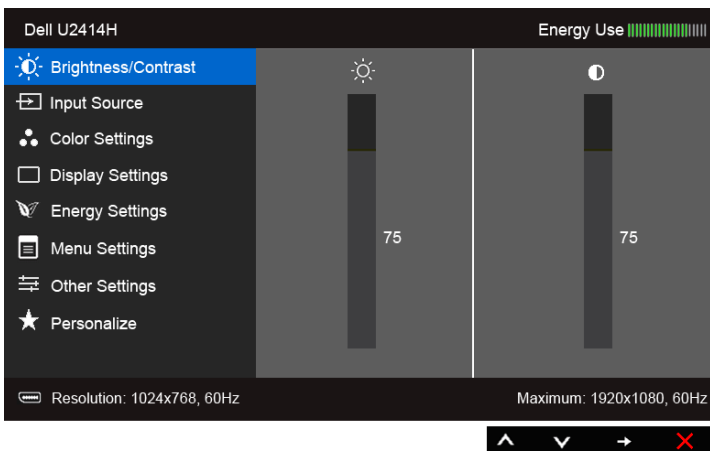 Dell U2414H Energy Use
Brightness/Contrast
Input Source
Color Settings
Display Settings
Energy Settings
Menu Settings
75 75
Other Settings
Personalize
Resolution: 1024x768, 60Hz Maximum: 1920x1080, 60Hz